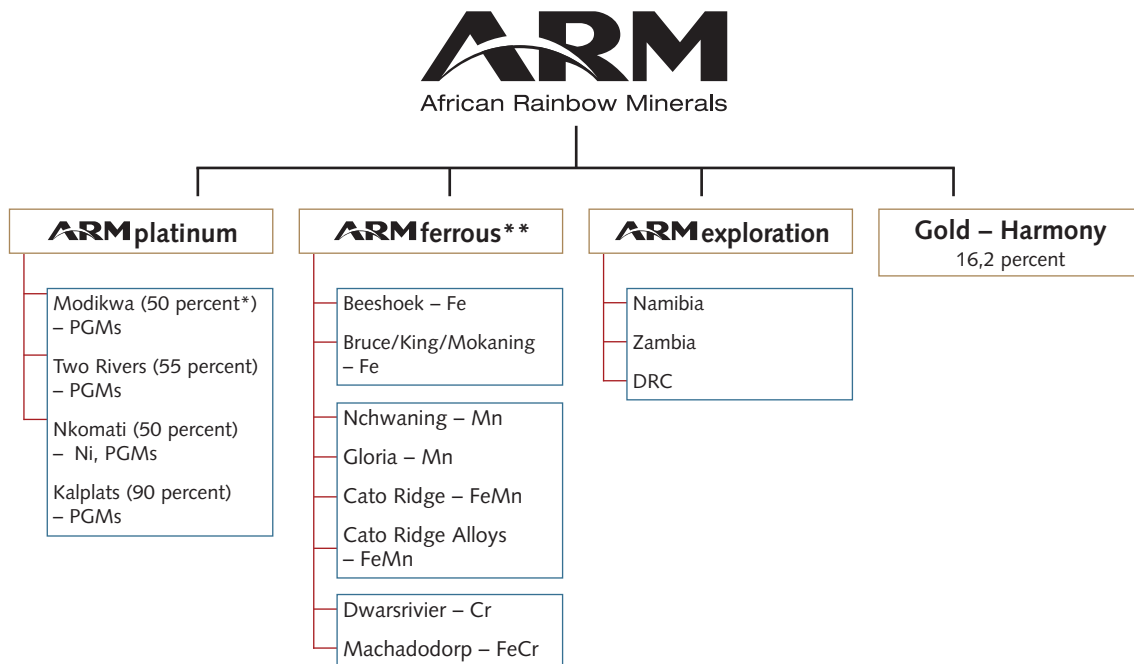 ARM
African Rainbow Minerals
ARM platinum
Modikwa (50 percent*)
– PGMs
Two Rivers (55 percent)
– PGMs
Nkomati (50 percent)
– Ni, PGMs
Kalplats (90 percent)
– PGMs
ARM ferrous**
Beeshoek – Fe
Bruce/King/Mokaning
– Fe
Nchwaning – Mn
Gloria – Mn
Cato Ridge – FeMn
Cato Ridge Alloys
– FeMn
Dwarsrivier – Cr
Machadodorp – FeCr
ARM exploration
Namibia
Zambia
DRC
Gold – Harmony
16,2 percent